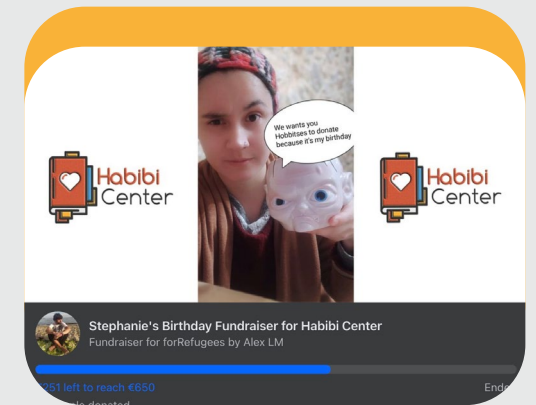 We wants you
Hobbitses to donate
because it's my birthday
Habibi
Center
Habibi
Center
Stephanie's Birthday Fundraiser for Habibi Center
Fundraiser for forRefugees by Alex LM
251 left to reach €650
donated